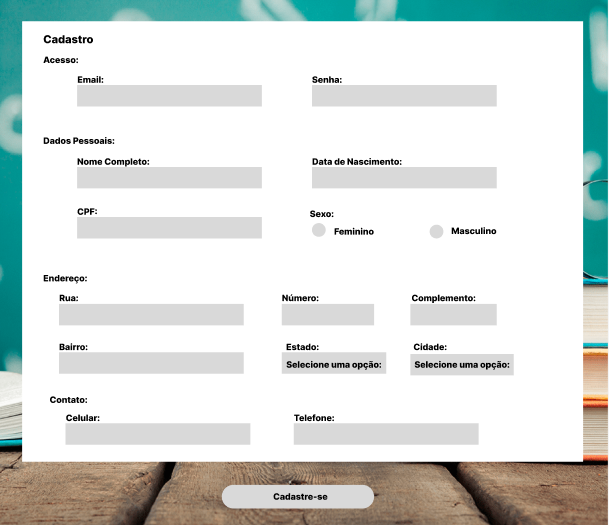 Cadastro
Acesso:
Email: Senha:
Dados Pessoais:
Nome Completo: Data de Nascimento:
CPF: Sexo:
Feminino Masculino
Endereço:
Rua: Número: Complemento:
Bairro: Estado: Cidade:
Selecione uma opção: Selecione uma opção:
Contato:
Celular: Telefone:
Cadastre-se